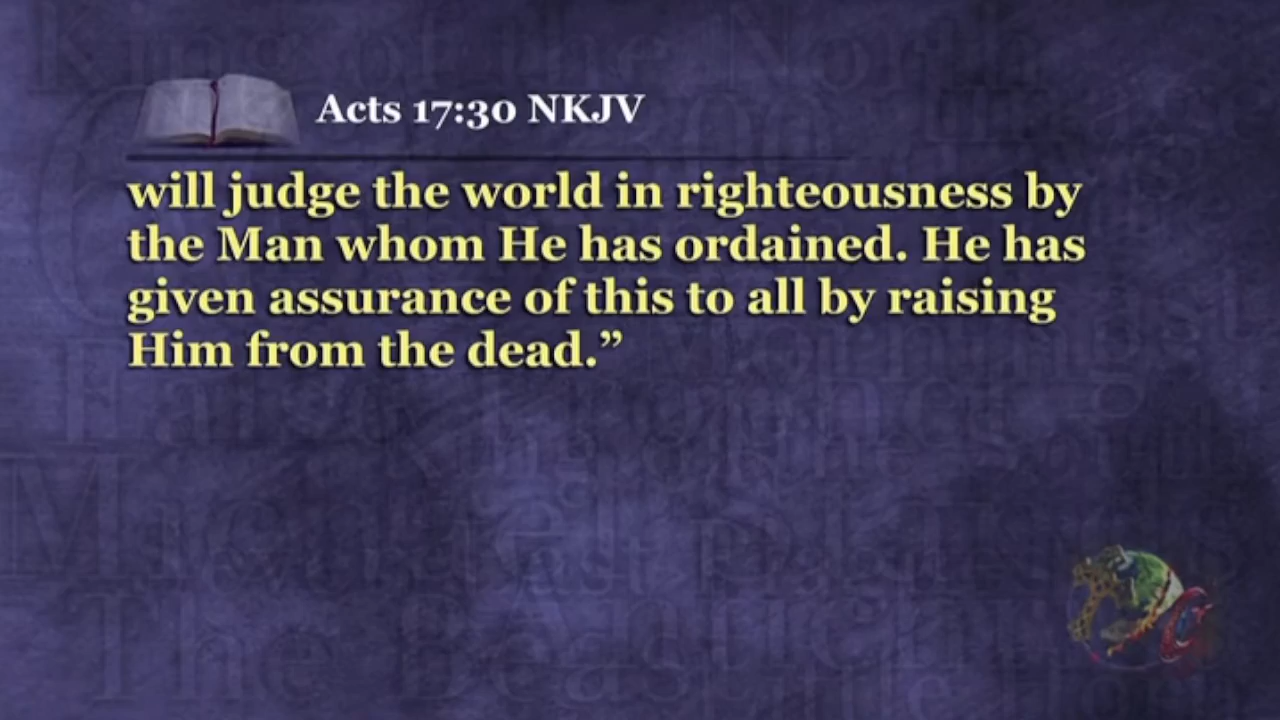 Acts 17:30 NKJV
will judge the world in righteousness by
the Man whom He has ordained. He has
given assurance of this to all by raising
Him from the dead.”